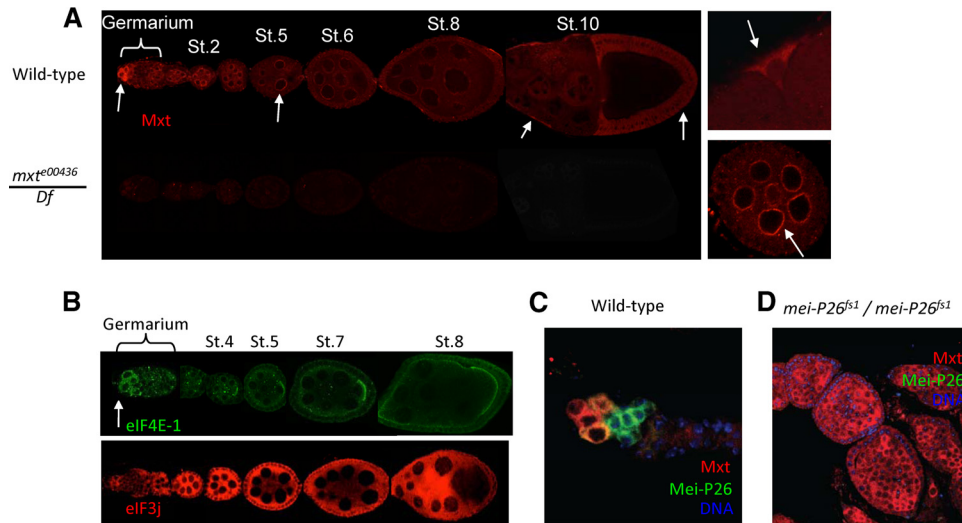 A
Germarium
St.2
St.5
St.6
St.8
St.10
Wild-type
Mxt
mxt^e00436
Df
B
Germarium
St.4
St.5
St.7
St.8
eIF4E-1
eIF3j
C
Wild-type
Mxt
Mei-P26
DNA
D
mei-P26^fs1 / mei-P26^fs1
Mxt
Mei-P26
DNA